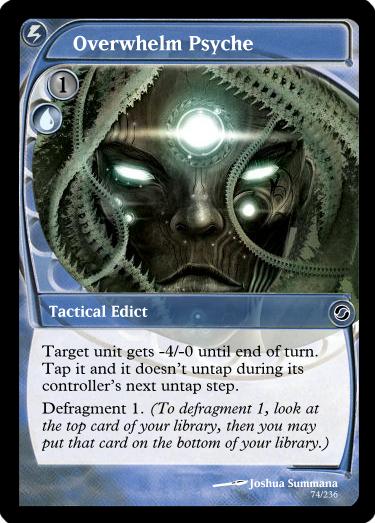 Overwhelm Psyche
1
Tactical Edict
Target unit gets -4/-0 until end of turn.
Tap it and it doesn't untap during its
controller's next untap step.
Defragment 1. (To defragment 1, look at
the top card of your library, then you may
put that card on the bottom of your library.)
Joshua Summana
74/236